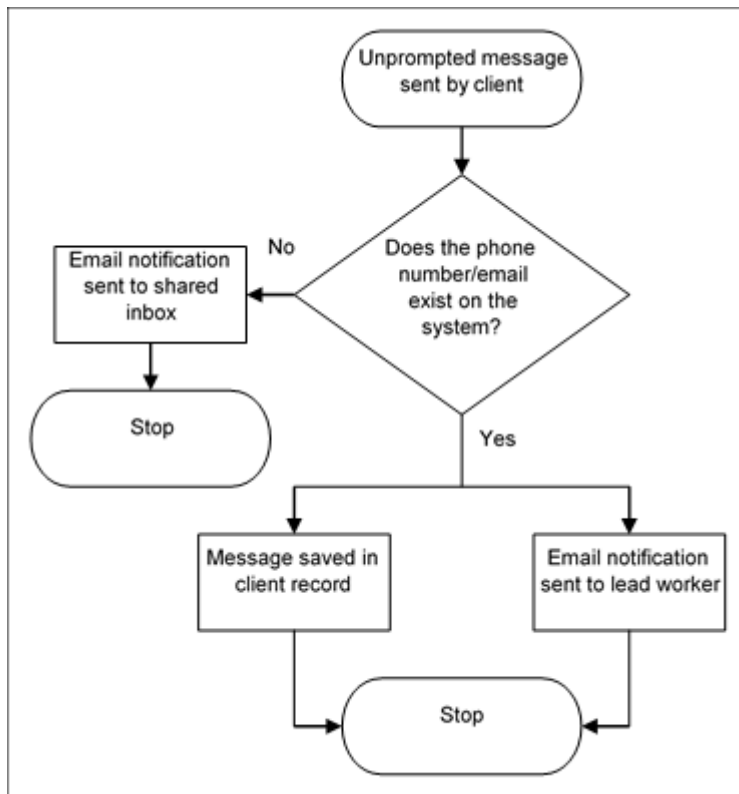 Unprompted message
sent by client
Does the phone
number/email
exist on the
system?
No
Email notification
sent to shared
inbox
Stop
Yes
Message saved in
client record
Email notification
sent to lead worker
Stop